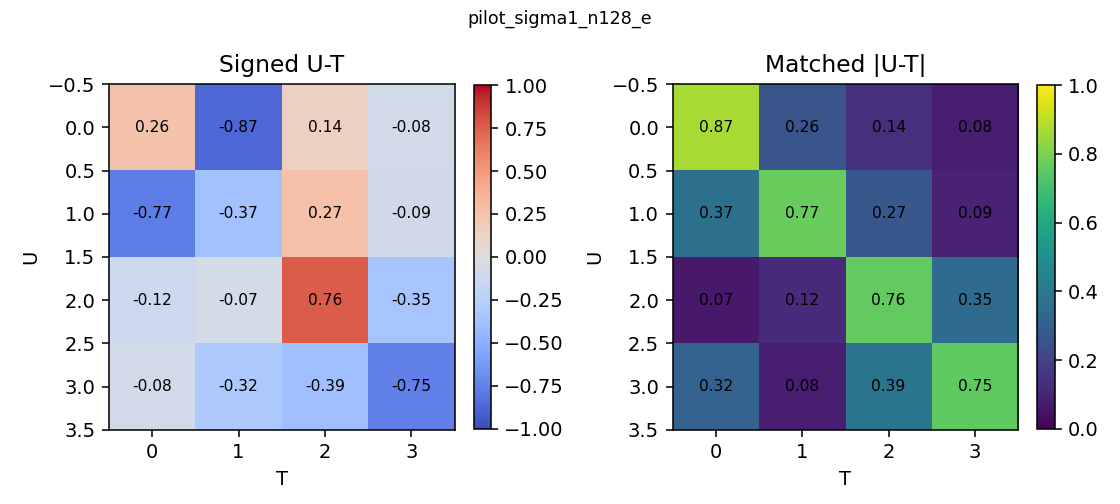 pilot_sigma1_n128_e
Signed U-T
Matched |U-T|
−0.5
0.0
0.5
1.0
1.5
2.0
2.5
3.0
3.5
U
0.26 -0.87 0.14 -0.08
-0.77 -0.37 0.27 -0.09
-0.12 -0.07 0.76 -0.35
-0.08 -0.32 -0.39 -0.75
0 1 2 3
T
1.00
0.75
0.50
0.25
0.00
−0.25
−0.50
−0.75
−1.00
−0.5
0.0
0.5
1.0
1.5
2.0
2.5
3.0
3.5
U
0.87 0.26 0.14 0.08
0.37 0.77 0.27 0.09
0.07 0.12 0.76 0.35
0.32 0.08 0.39 0.75
0 1 2 3
T
1.0
0.8
0.6
0.4
0.2
0.0